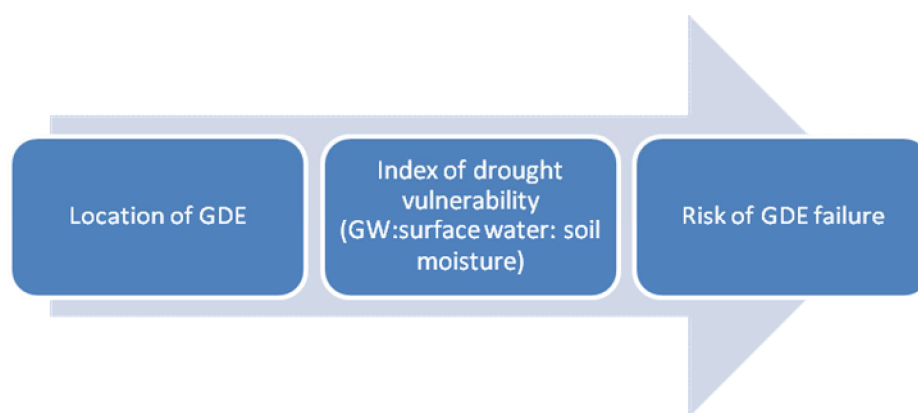 Location of GDE
Index of drought
vulnerability
(GW:surface water: soil
moisture)
Risk of GDE failure